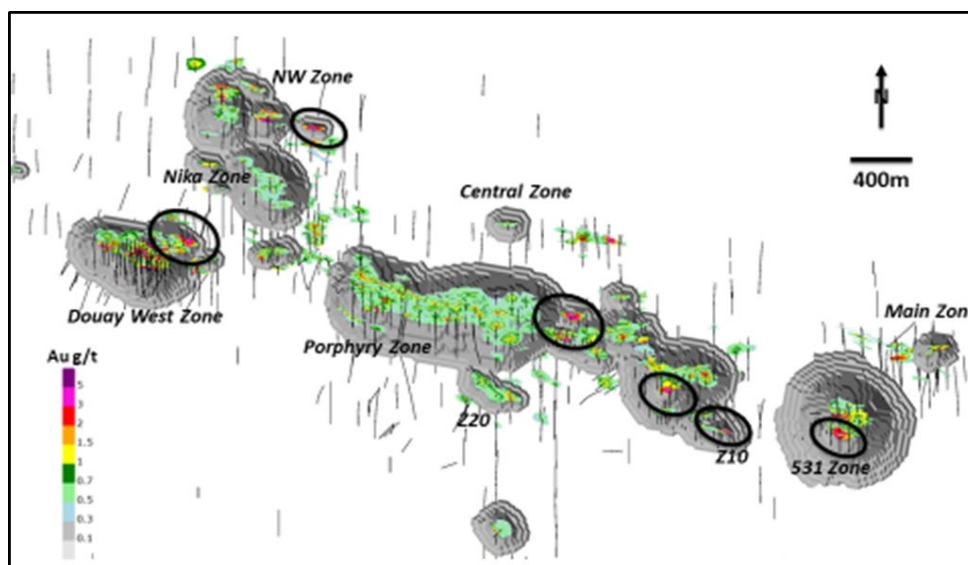 NW Zone
N
400m
Nika Zone
Central Zone
Douay West Zone
Main Zon
Porphyry Zone
Au g/t
5
3
2
1.5
1
0.7
0.5
0.3
0.1
Z20
Z10
531 Zone